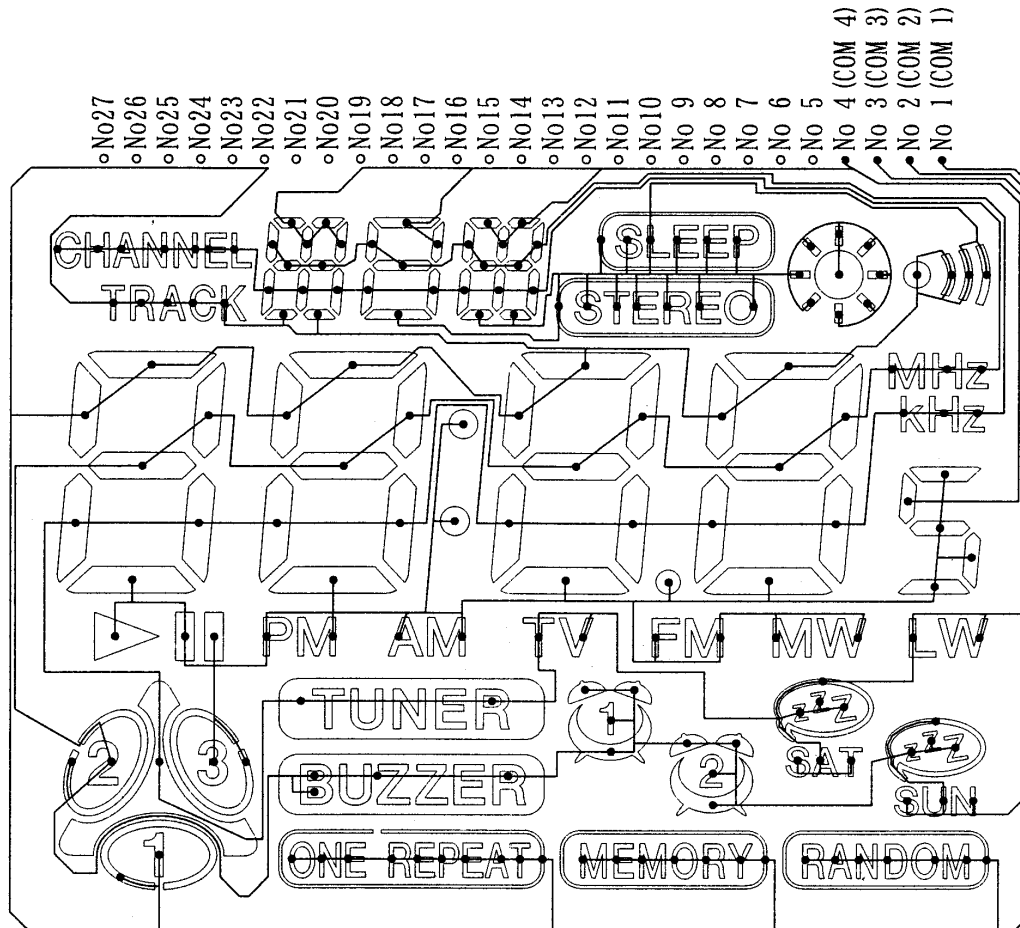 No27
No26
No25
No24
No23
No22
No21
No20
No19
No18
No17
No16
No15
No14
No13
No12
No11
No10
No 9
No 8
No 7
No 6
No 5
No 4 (COM 4)
No 3 (COM 3)
No 2 (COM 2)
No 1 (COM 1)
CHANNEL
SLEEP
TRACK
STEREO
MHz
kHz
PM AM TV FM MW LW
TUNER
1
zzZ
2 3
BUZZER
2
SAT
zzZ
SUN
1
ONE REPEAT
MEMORY
RANDOM